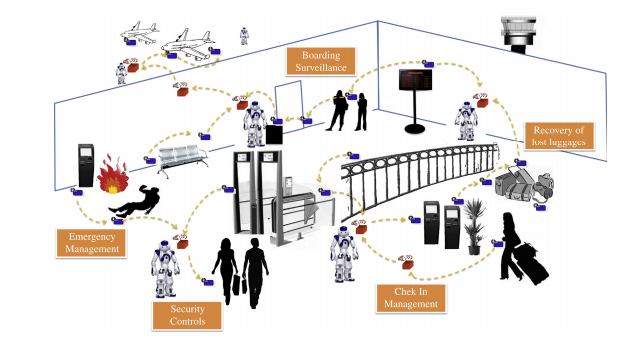 Boarding
Surveillance
Recovery of
lost luggages
Emergency
Management
Chek In
Management
Security
Controls